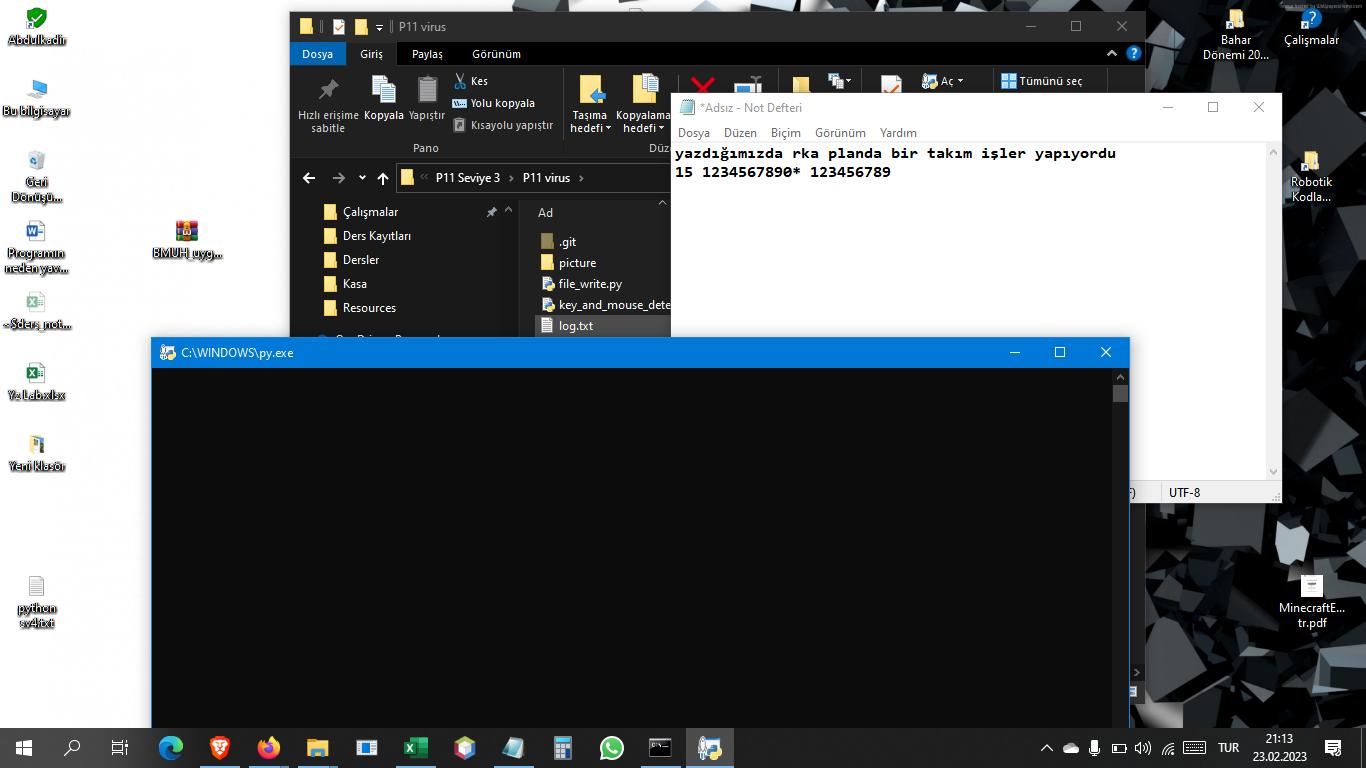 Abdulkadir
Bu bilgisayar
Geri
Dönüşü...
Programın
neden yav...
~$ders_not...
Yz Lab.xlsx
Yeni klasör
python
sv4.txt
BMUH_uyg...
P11 virus
Dosya Giriş Paylaş Görünüm
Hızlı erişime
sabitle
Kopyala
Yapıştır
Kes
Yolu kopyala
Kısayolu yapıştır
Pano
Taşıma
hedefi
Kopyalama
hedefi
Düz
Aç
Tümünü seç
P11 Seviye 3 > P11 virus >
Çalışmalar
Ders Kayıtları
Dersler
Kasa
Resources
Ad
.git
picture
file_write.py
key_and_mouse_dete
log.txt
*Adsız - Not Defteri
Dosya Düzen Biçim Görünüm Yardım
yazdığımızda rka planda bir takım işler yapıyordu
15 1234567890* 123456789
UTF-8
C:\WINDOWS\py.exe
Bahar
Dönemi 20...
Çalışmalar
Robotik
Kodla...
MinecraftE...
tr.pdf
TUR
21:13
23.02.2023